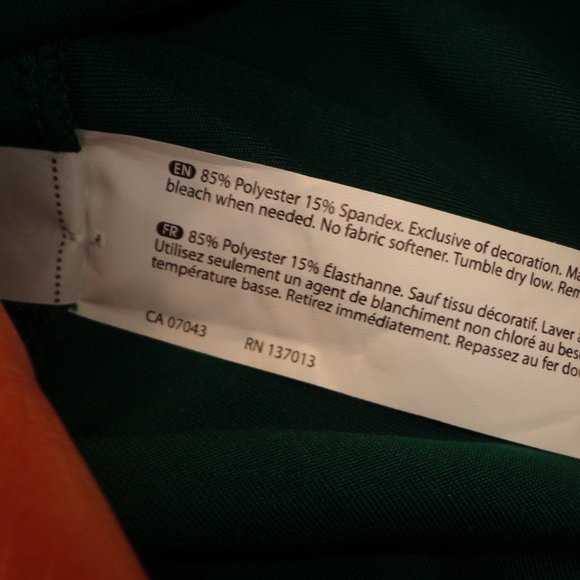 EN 85% Polyester 15% Spandex. Exclusive of decoration.
bleach when needed. No fabric softener. Tumble dry low.
FR 85% Polyester 15% Élasthanne. Sauf tissu décoratif. Laver
Utilisez seulement un agent de blanchiment non chloré au
température basse. Retirez immédiatement. Repassez au fer
CA 07043 RN 137013